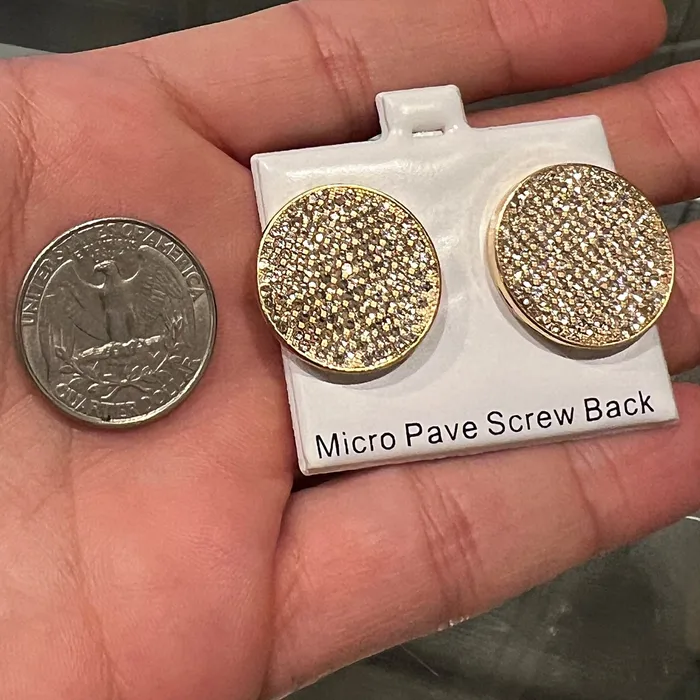 UNITED STATES OF AMERICA
QUARTER DOLLAR
Micro Pave Screw Back